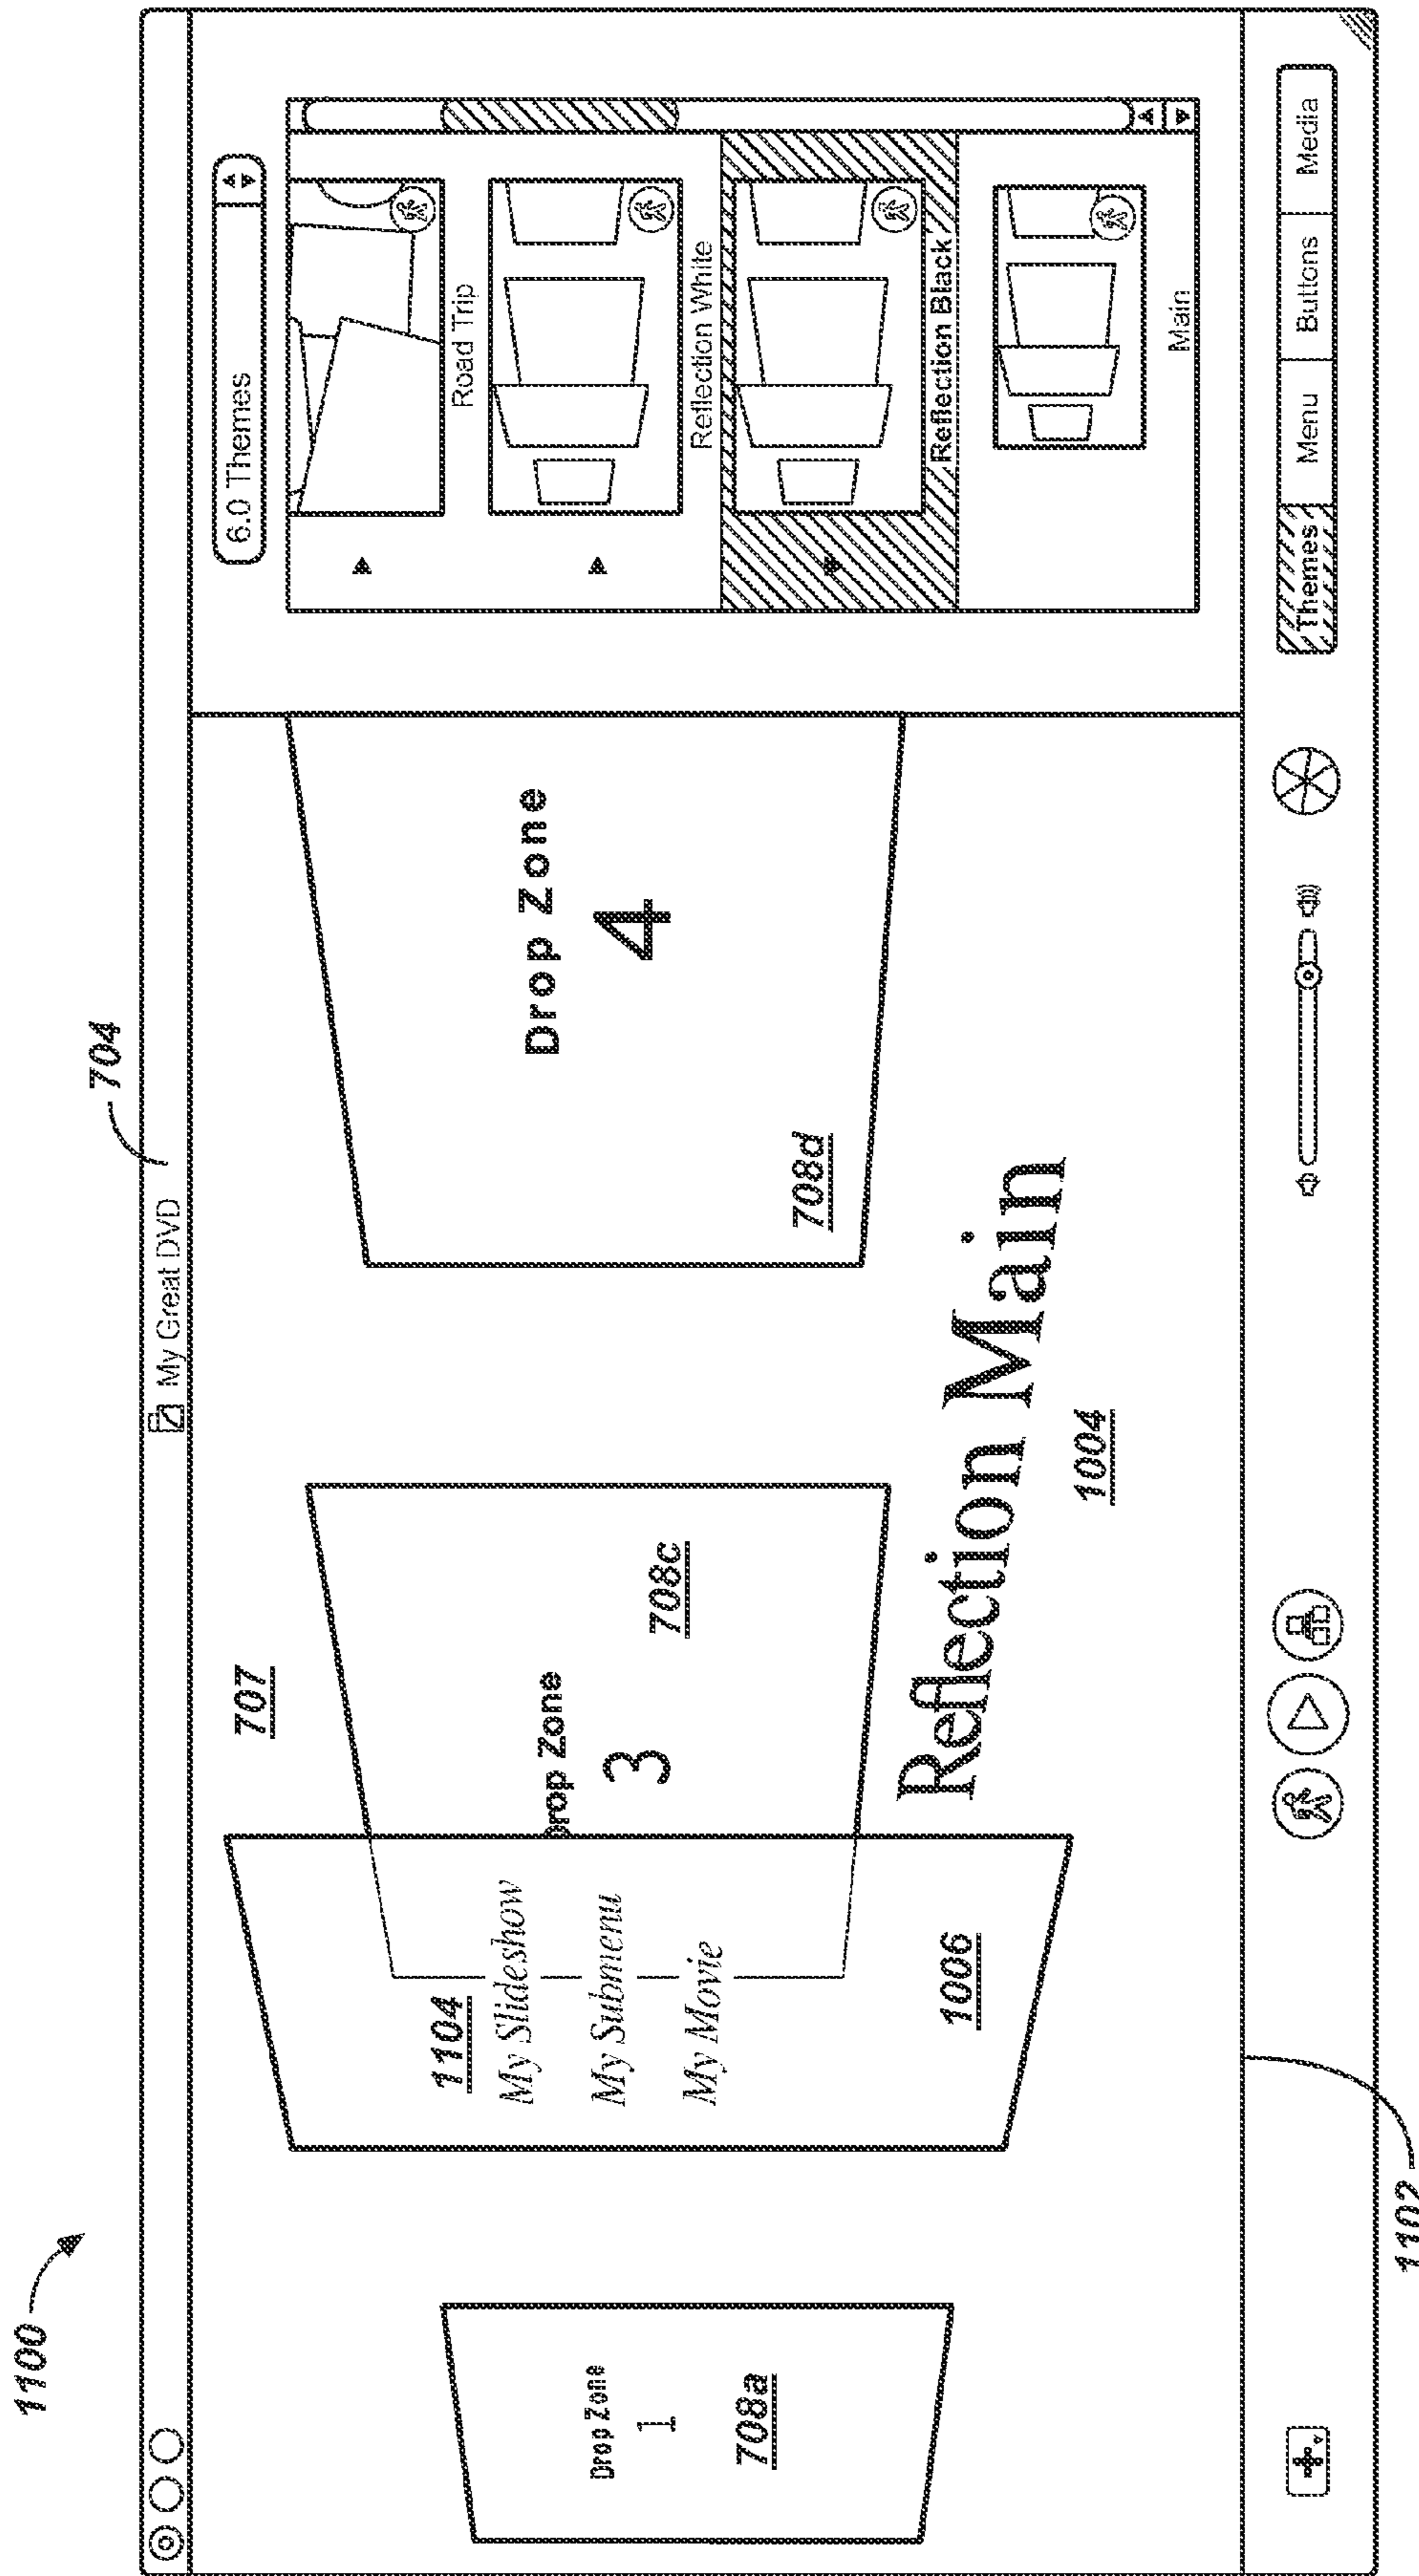 1100
704
My Great DVD
707
Drop Zone
1
708a
1104
My Slideshow
My Submenu
My Movie
1006
Drop Zone
3
708c
Drop Zone
4
708d
Reflection Main
1004
6.0 Themes
Road Trip
Reflection White
Reflection Black
Main
Themes
Menu
Buttons
Media
1102